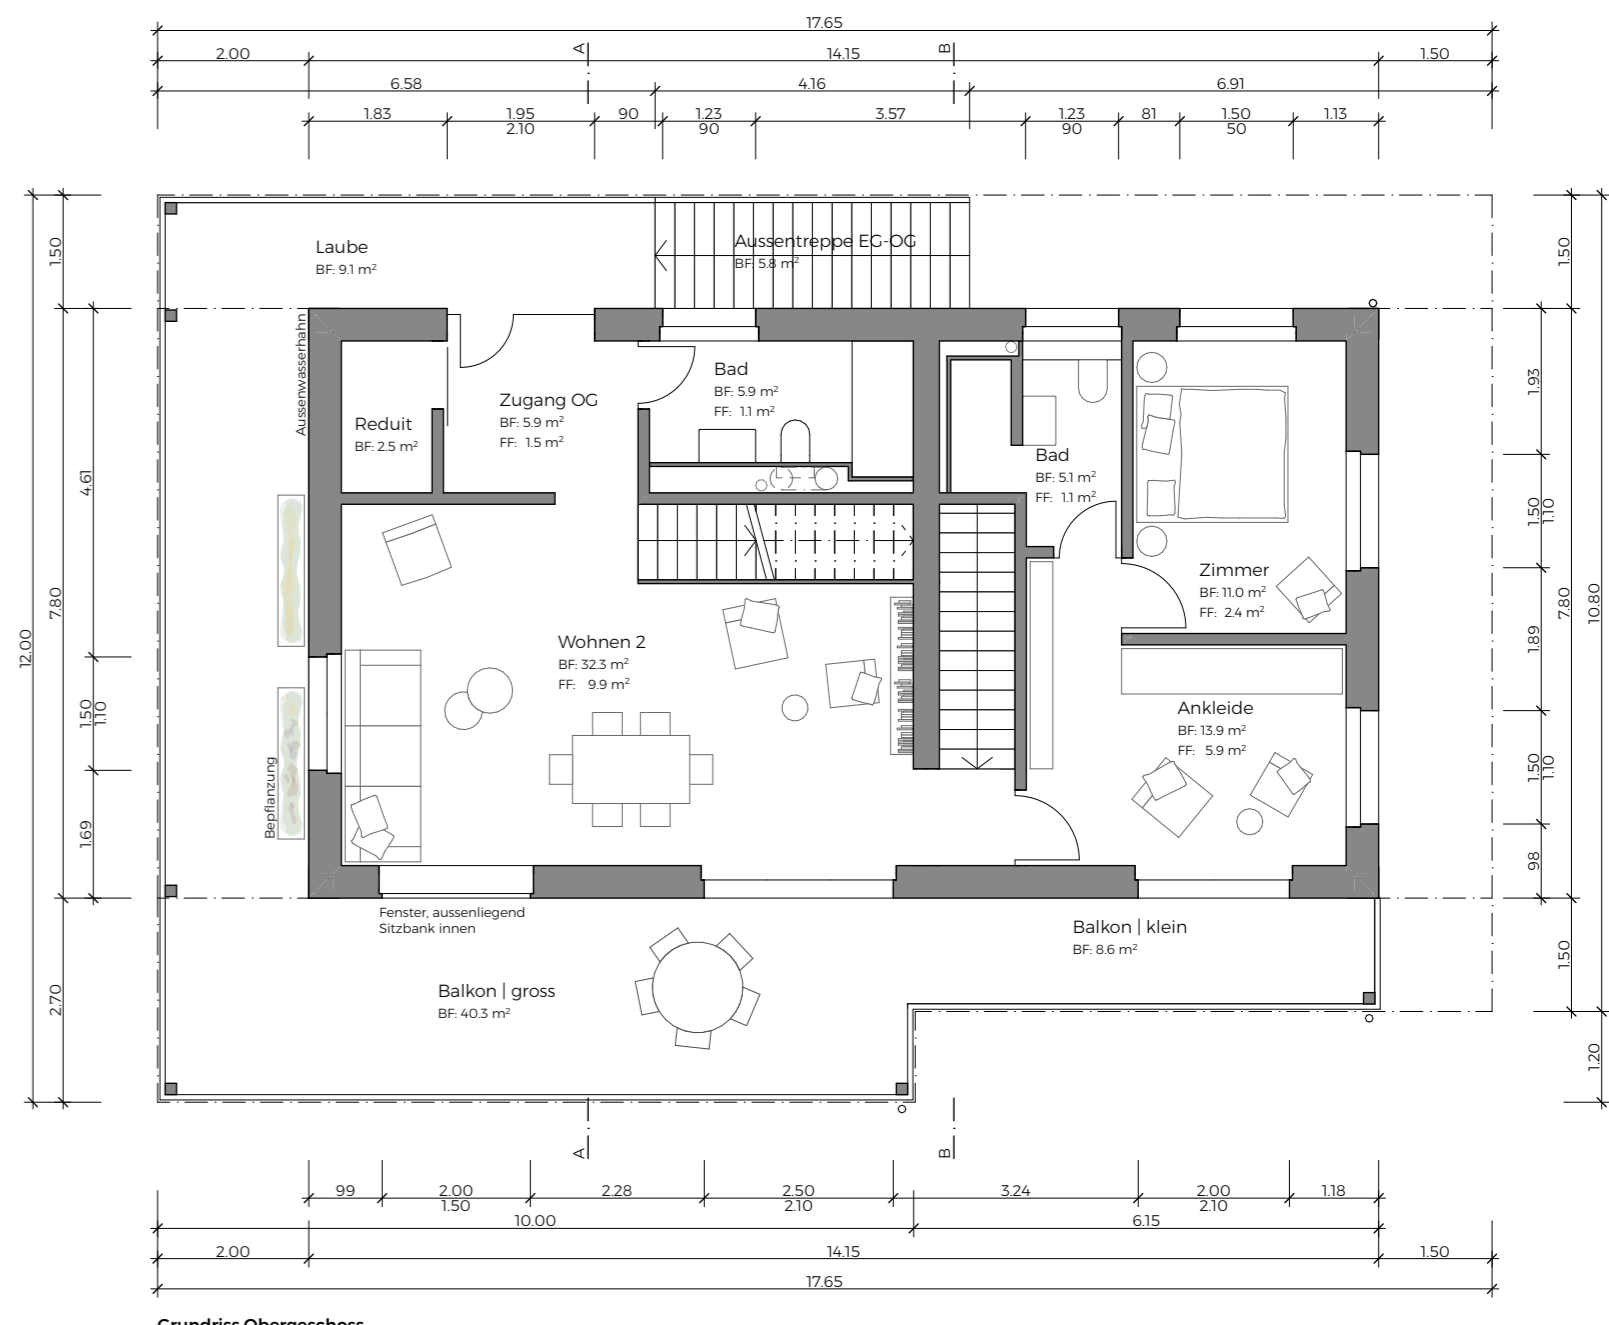 17.65
2.00 14.15 1.50
A B
6.58 4.16 6.91
1.83 1.95 90 1.23 3.57 1.23 81 1.50 1.13
2.10 90 90 50
Laube
BF: 9.1 m²
Aussentreppe EG-OG
BF: 5.8 m²
Aussenwasserhahn
Reduit
BF: 2.5 m²
Zugang OG
BF: 5.9 m²
FF: 1.5 m²
Bad
BF: 5.9 m²
FF: 1.1 m²
Bad
BF: 5.1 m²
FF: 1.1 m²
Zimmer
BF: 11.0 m²
FF: 2.4 m²
Wohnen 2
BF: 32.3 m²
FF: 9.9 m²
Ankleide
BF: 13.9 m²
FF: 5.9 m²
Bepflanzung
Fenster, aussenliegend
Sitzbank innen
Balkon | gross
BF: 40.3 m²
Balkon | klein
BF: 8.6 m²
12.00
1.50
7.80
2.70
4.61
1.50
1.10
1.69
1.93
1.50
1.10
1.89
1.50
1.10
98
1.50
7.80
1.50
10.80
1.20
A B
99 2.00 2.28 2.50 3.24 2.00 1.18
1.50 2.10 2.10
10.00 6.15
2.00 14.15 1.50
17.65
Grundriss Obergeschoss